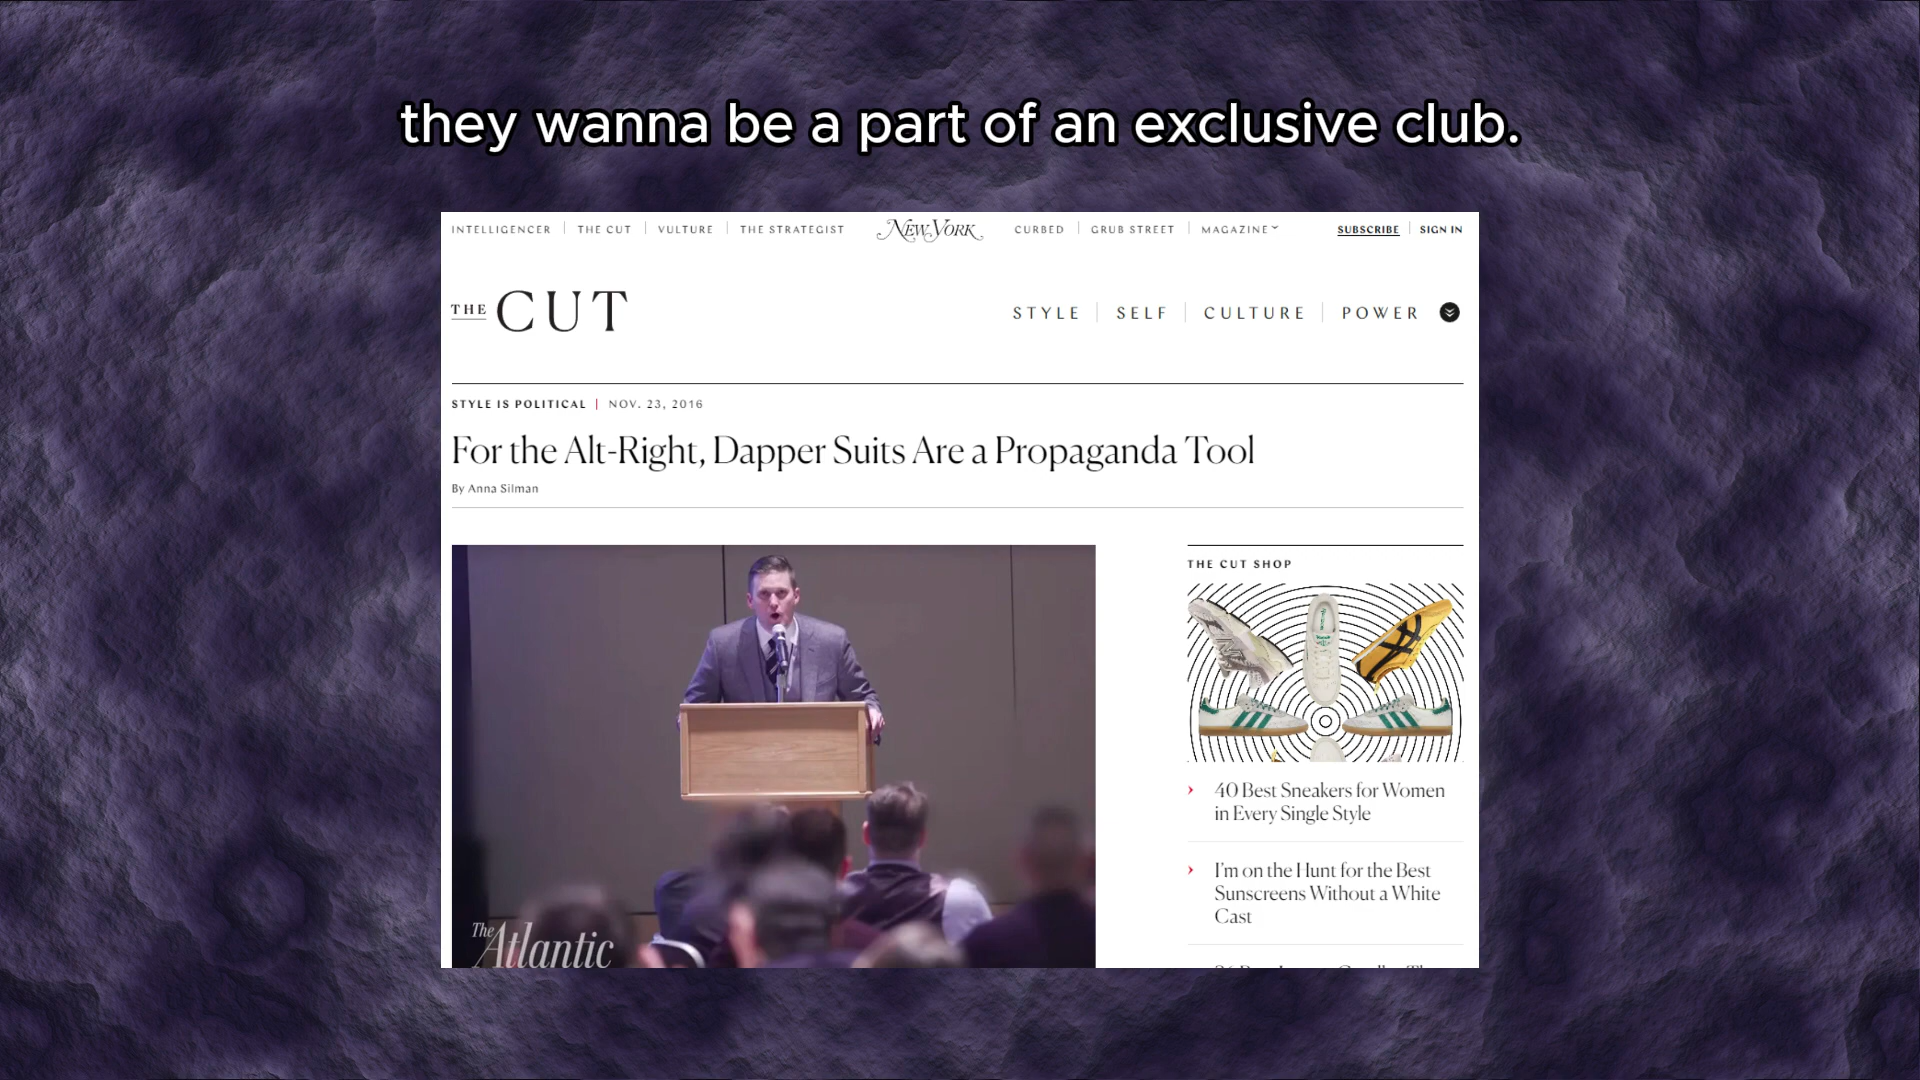 they wanna be a part of an exclusive club.
INTELLIGENCER THE CUT VULTURE THE STRATEGIST NEW YORK CURBED GRUB STREET MAGAZINE SUBSCRIBE SIGN IN
THE CUT
STYLE SELF CULTURE POWER
STYLE IS POLITICAL | NOV. 23, 2016
For the Alt-Right, Dapper Suits Are a Propaganda Tool
By Anna Silman
The Atlantic
THE CUT SHOP
40 Best Sneakers for Women
in Every Single Style
I'm on the Hunt for the Best
Sunscreens Without a White
Cast